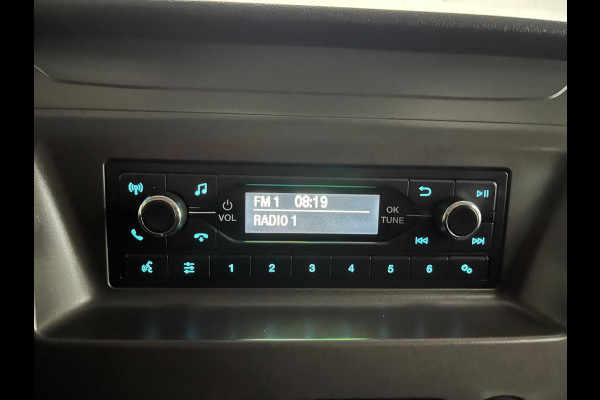 FM 1 08:19
RADIO 1
VOL
OK
TUNE
1 2 3 4 5 6